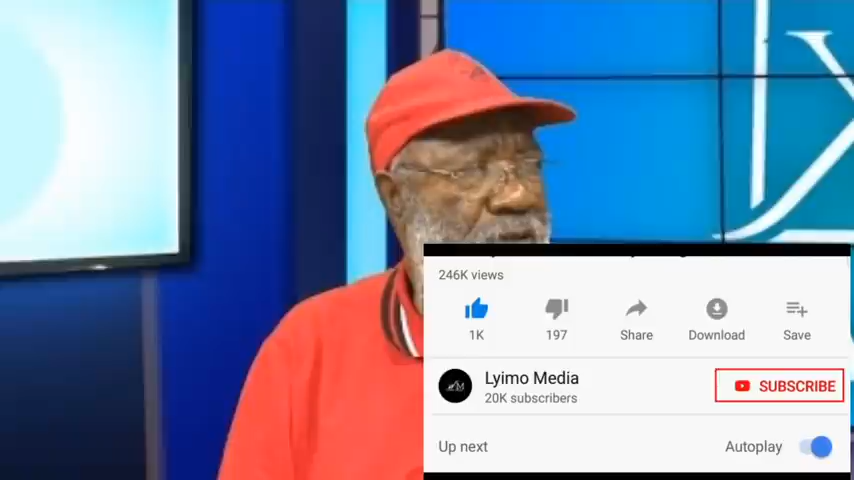 246K views
1K
197
Share
Download
Save
Lyimo Media
20K subscribers
SUBSCRIBE
Up next
Autoplay